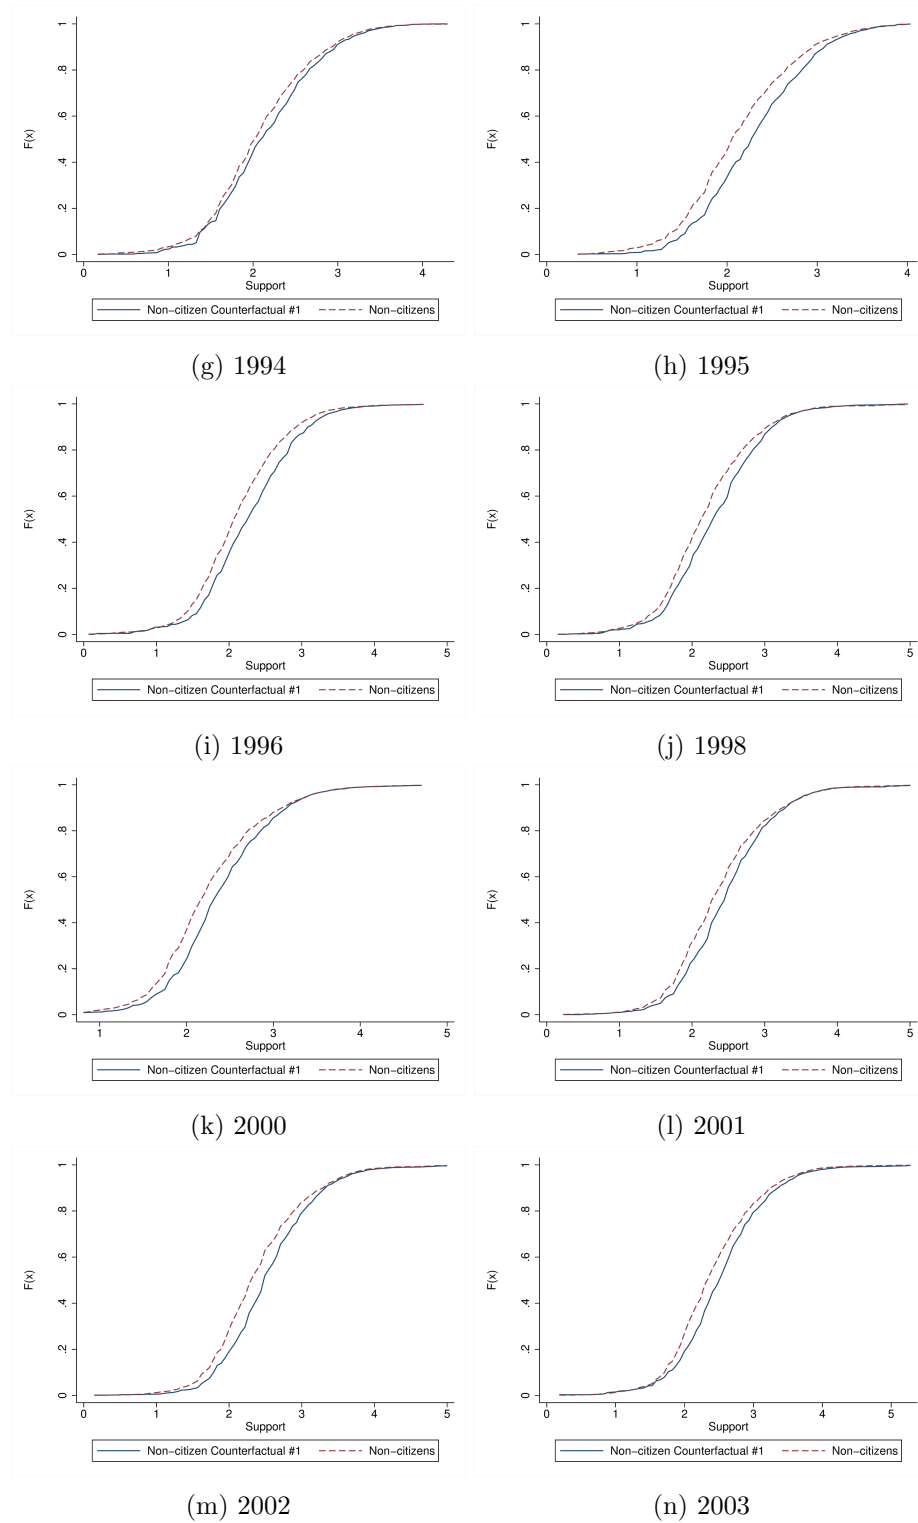 1
.8
.6
.4
.2
0
F(x)
0 1 2 3 4
Support
Non-citizen Counterfactual #1 Non-citizens
(g) 1994
1
.8
.6
.4
.2
0
F(x)
0 1 2 3 4
Support
Non-citizen Counterfactual #1 Non-citizens
(h) 1995
1
.8
.6
.4
.2
0
F(x)
0 1 2 3 4 5
Support
Non-citizen Counterfactual #1 Non-citizens
(i) 1996
1
.8
.6
.4
.2
0
F(x)
0 1 2 3 4 5
Support
Non-citizen Counterfactual #1 Non-citizens
(j) 1998
1
.8
.6
.4
.2
0
F(x)
1 2 3 4 5
Support
Non-citizen Counterfactual #1 Non-citizens
(k) 2000
1
.8
.6
.4
.2
0
F(x)
0 1 2 3 4 5
Support
Non-citizen Counterfactual #1 Non-citizens
(l) 2001
1
.8
.6
.4
.2
0
F(x)
0 1 2 3 4 5
Support
Non-citizen Counterfactual #1 Non-citizens
(m) 2002
1
.8
.6
.4
.2
0
F(x)
0 1 2 3 4 5
Support
Non-citizen Counterfactual #1 Non-citizens
(n) 2003